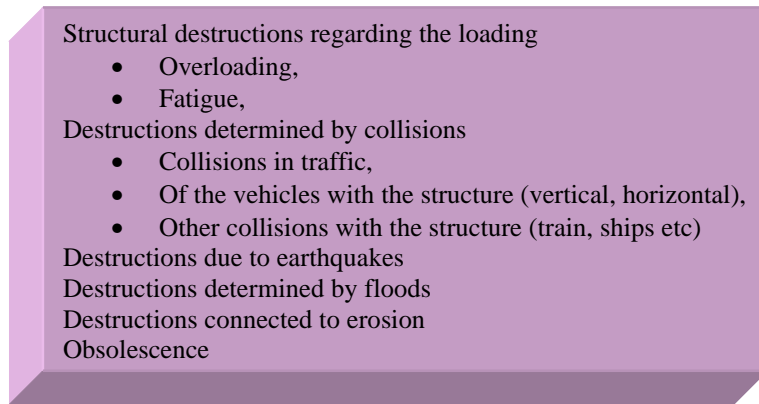 Structural destructions regarding the loading
• Overloading,
• Fatigue,
Destructions determined by collisions
• Collisions in traffic,
• Of the vehicles with the structure (vertical, horizontal),
• Other collisions with the structure (train, ships etc)
Destructions due to earthquakes
Destructions determined by floods
Destructions connected to erosion
Obsolescence